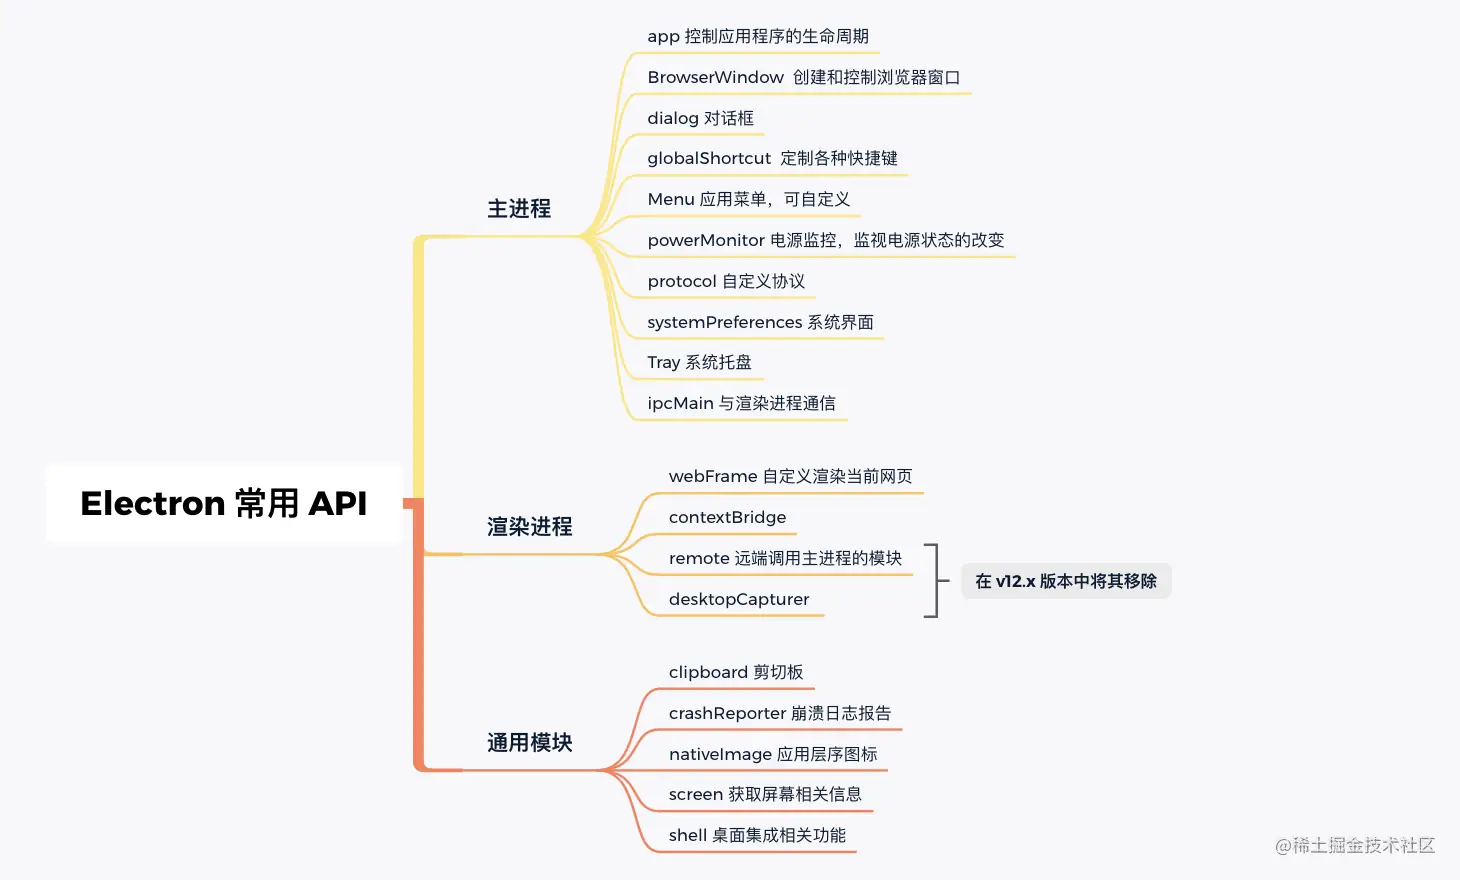 Electron 常用 API
主进程
app 控制应用程序的生命周期
BrowserWindow 创建和控制浏览器窗口
dialog 对话框
globalShortcut 定制各种快捷键
Menu 应用菜单，可自定义
powerMonitor 电源监控，监视电源状态的改变
protocol 自定义协议
systemPreferences 系统界面
Tray 系统托盘
ipcMain 与渲染进程通信
渲染进程
webFrame 自定义渲染当前网页
contextBridge
remote 远端调用主进程的模块
desktopCapturer
在 v12.x 版本中将其移除
通用模块
clipboard 剪切板
crashReporter 崩溃日志报告
nativeImage 应用层序图标
screen 获取屏幕相关信息
shell 桌面集成相关功能
@稀土掘金技术社区